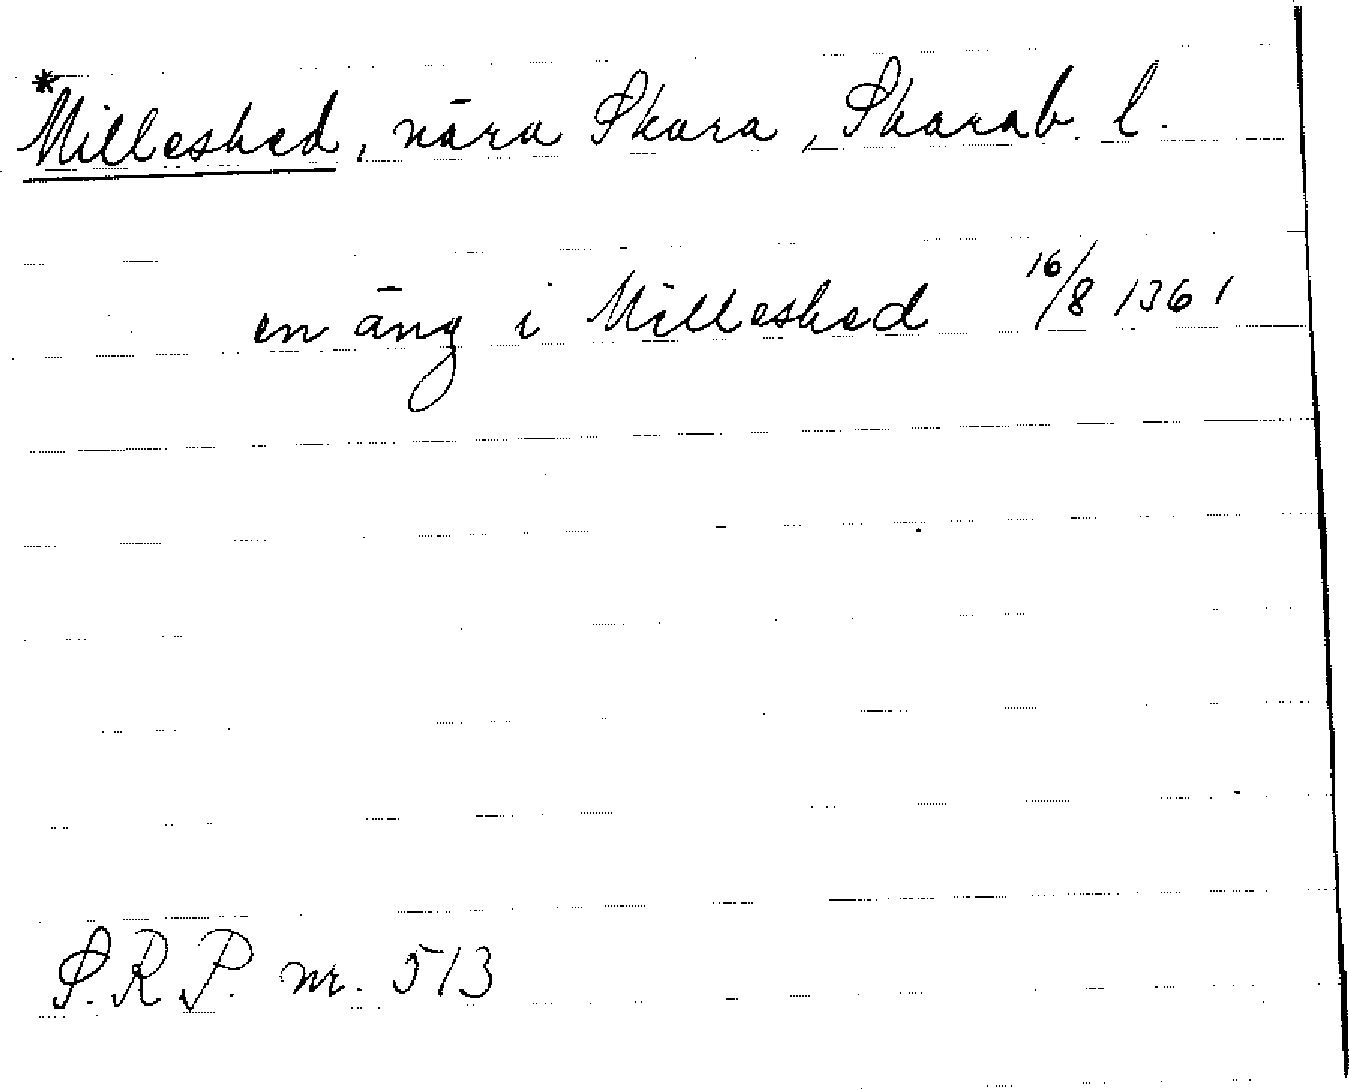 *Milleshed, nära Skara, Skarab. l.
en äng i Milleshed 16/8 1361
S.R.P. nr. 513